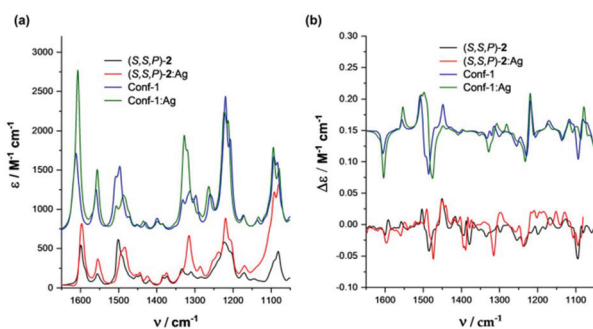 (a)
(S,S,P)-2
(S,S,P)-2:Ag
Conf-1
Conf-1:Ag
3000
2500
2000
1500
1000
500
0
ε / M⁻¹ cm⁻¹
1600 1500 1400 1300 1200 1100
ν / cm⁻¹
(b)
(S,S,P)-2
(S,S,P)-2:Ag
Conf-1
Conf-1:Ag
0.30
0.25
0.20
0.15
0.10
0.05
0.00
-0.05
-0.10
Δε / M⁻¹ cm⁻¹
1600 1500 1400 1300 1200 1100
ν / cm⁻¹